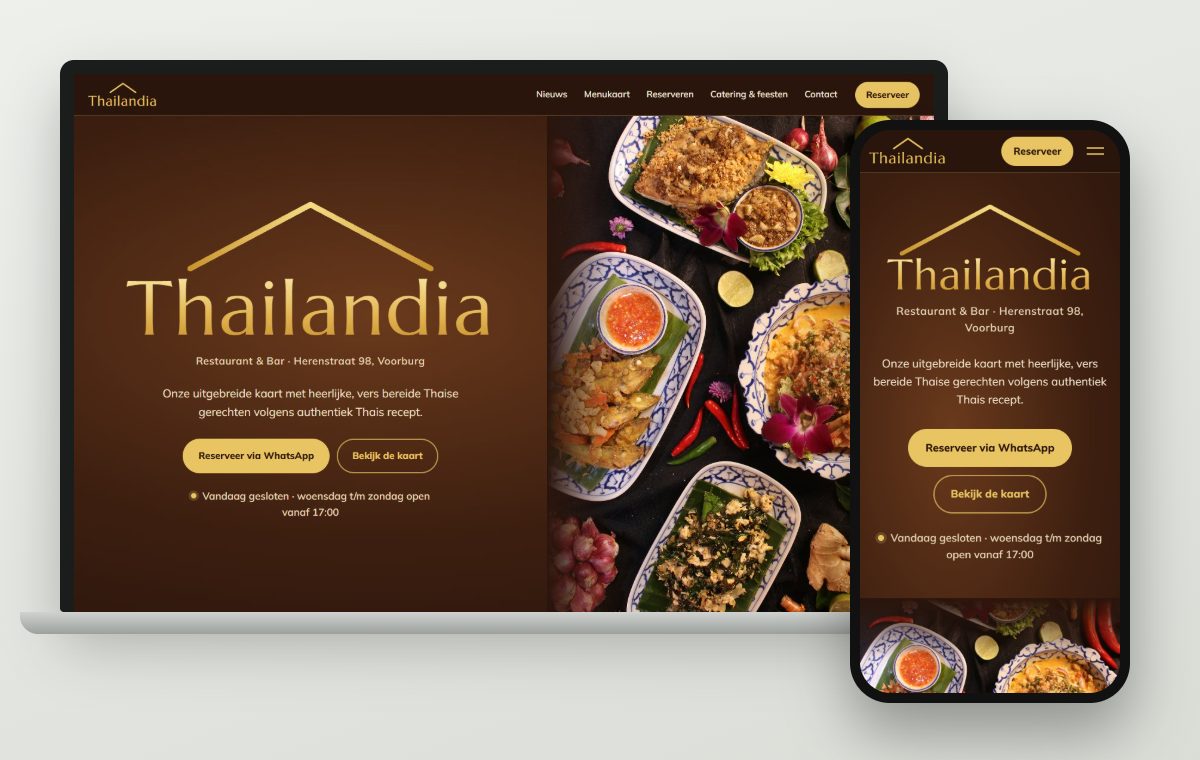 Thailandia
Nieuws Menukaart Reserveren Catering & feesten Contact Reserveer
Thailandia
Restaurant & Bar · Herenstraat 98, Voorburg
Onze uitgebreide kaart met heerlijke, vers bereide Thaise
gerechten volgens authentiek Thais recept.
Reserveer via WhatsApp Bekijk de kaart
Vandaag gesloten · woensdag t/m zondag open
vanaf 17:00
Thailandia Reserveer
Thailandia
Restaurant & Bar · Herenstraat 98,
Voorburg
Onze uitgebreide kaart met heerlijke, vers
bereide Thaise gerechten volgens authentiek
Thais recept.
Reserveer via WhatsApp
Bekijk de kaart
Vandaag gesloten · woensdag t/m zondag
open vanaf 17:00